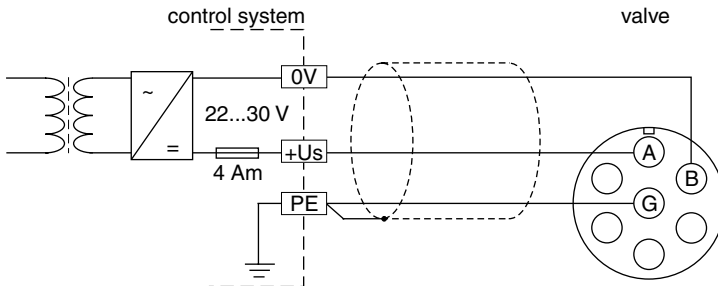 control system
valve
0V
~
22...30 V
=
+Us
4 Am
PE
A
B
G